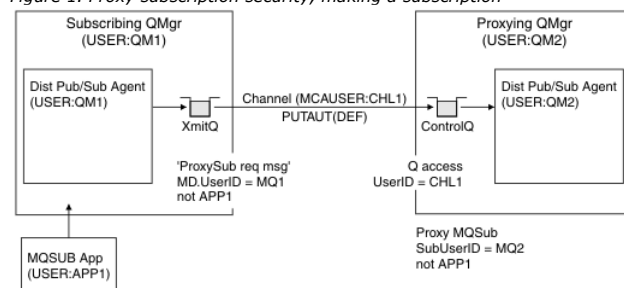 Figure 1. Proxy subscription security, making a subscription
Subscribing QMgr
(USER:QM1)
Proxying QMgr
(USER:QM2)
Dist Pub/Sub Agent
(USER:QM1)
XmitQ
Channel (MCAUSER:CHL1)
PUTAUT(DEF)
ControlQ
Dist Pub/Sub Agent
(USER:QM2)
'ProxySub req msg'
MD.UserID = MQ1
not APP1
Q access
UserID = CHL1
MQSUB App
(USER:APP1)
Proxy MQSub
SubUserID = MQ2
not APP1